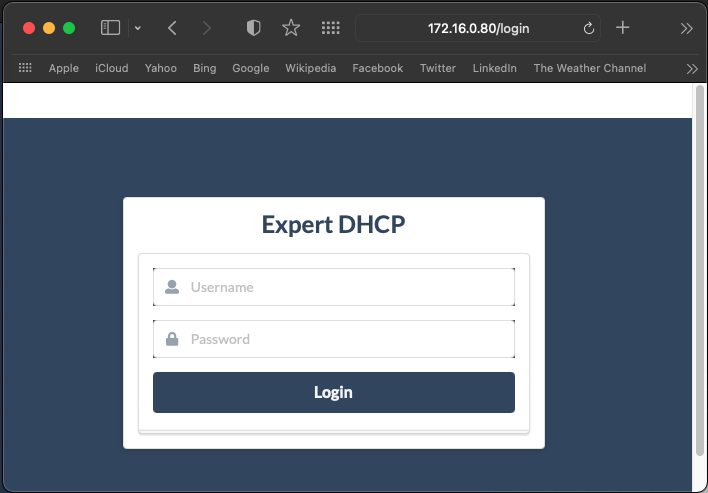 172.16.0.80/login
Apple iCloud Yahoo Bing Google Wikipedia Facebook Twitter LinkedIn The Weather Channel
Expert DHCP
Username
Password
Login